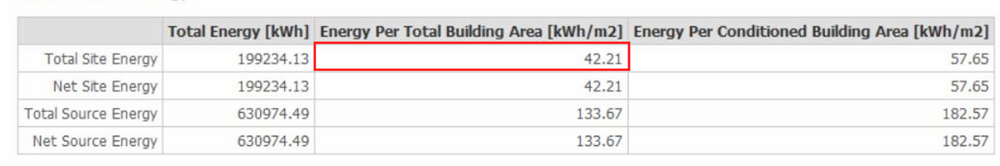 Total Energy [kWh] Energy Per Total Building Area [kWh/m2] Energy Per Conditioned Building Area [kWh/m2]
Total Site Energy 199234.13 42.21 57.65
Net Site Energy 199234.13 42.21 57.65
Total Source Energy 630974.49 133.67 182.57
Net Source Energy 630974.49 133.67 182.57